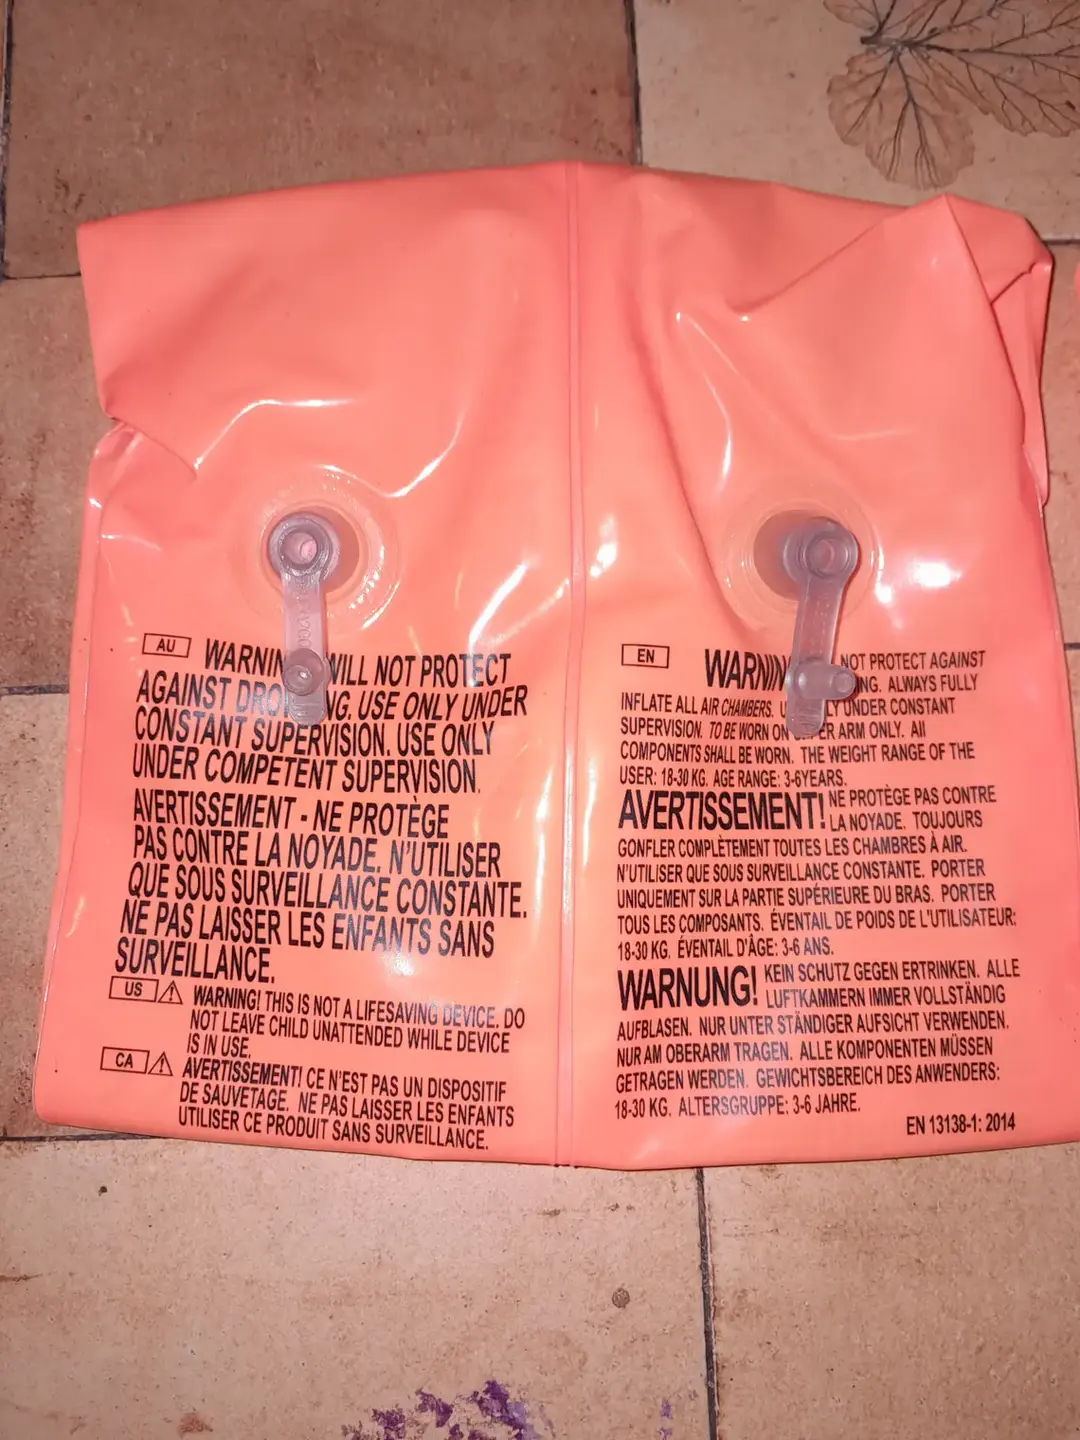 AU
WARNIN WILL NOT PROTECT
AGAINST NG. USE ONLY UNDER
CONSTANT SUPERVISION. USE ONLY
UNDER COMPETENT SUPERVISION.
AVERTISSEMENT - NE PROTÈGE
PAS CONTRE LA NOYADE. N'UTILISER
QUE SOUS SURVEILLANCE CONSTANTE.
NE PAS LAISSER LES ENFANTS SANS
SURVEILLANCE.
US WARNING! THIS IS NOT A LIFESAVING DEVICE. DO
NOT LEAVE CHILD UNATTENDED WHILE DEVICE
IS IN USE.
CA AVERTISSEMENT! CE N'EST PAS UN DISPOSITIF
DE SAUVETAGE. NE PAS LAISSER LES ENFANTS
UTILISER CE PRODUIT SANS SURVEILLANCE.
EN
WARNIN NOT PROTECT AGAINST
NG. ALWAYS FULLY
INFLATE ALL AIR CHAMBERS. LY UNDER CONSTANT
SUPERVISION. TO BE WORN ON ER ARM ONLY. All
COMPONENTS SHALL BE WORN. THE WEIGHT RANGE OF THE
USER: 18-30 KG. AGE RANGE: 3-6YEARS.
AVERTISSEMENT! NE PROTÈGE PAS CONTRE
LA NOYADE. TOUJOURS
GONFLER COMPLÈTEMENT TOUTES LES CHAMBRES À AIR.
N'UTILISER QUE SOUS SURVEILLANCE CONSTANTE. PORTER
UNIQUEMENT SUR LA PARTIE SUPÉRIEURE DU BRAS. PORTER
TOUS LES COMPOSANTS. ÉVENTAIL DE POIDS DE L'UTILISATEUR:
18-30 KG. ÉVENTAIL D'ÂGE: 3-6 ANS.
WARNUNG! KEIN SCHUTZ GEGEN ERTRINKEN. ALLE
LUFTKAMMERN IMMER VOLLSTÄNDIG
AUFBLASEN. NUR UNTER STÄNDIGER AUFSICHT VERWENDEN.
NUR AM OBERARM TRAGEN. ALLE KOMPONENTEN MÜSSEN
GETRAGEN WERDEN. GEWICHTSBEREICH DES ANWENDERS:
18-30 KG. ALTERSGRUPPE: 3-6 JAHRE.
EN 13138-1: 2014